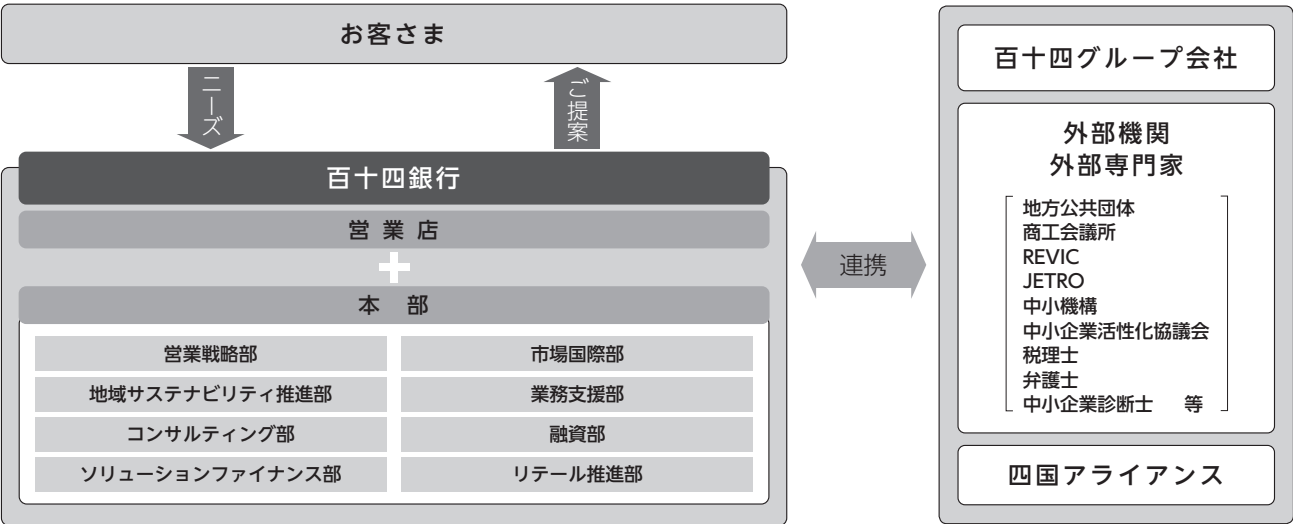 お客さま
ニーズ
ご提案
百十四銀行
営業店
本部
営業戦略部
市場国際部
地域サステナビリティ推進部
業務支援部
コンサルティング部
融資部
ソリューションファイナンス部
リテール推進部
連携
百十四グループ会社
外部機関
外部専門家
地方公共団体
商工会議所
REVIC
JETRO
中小機構
中小企業活性化協議会
税理士
弁護士
中小企業診断士 等
四国アライアンス